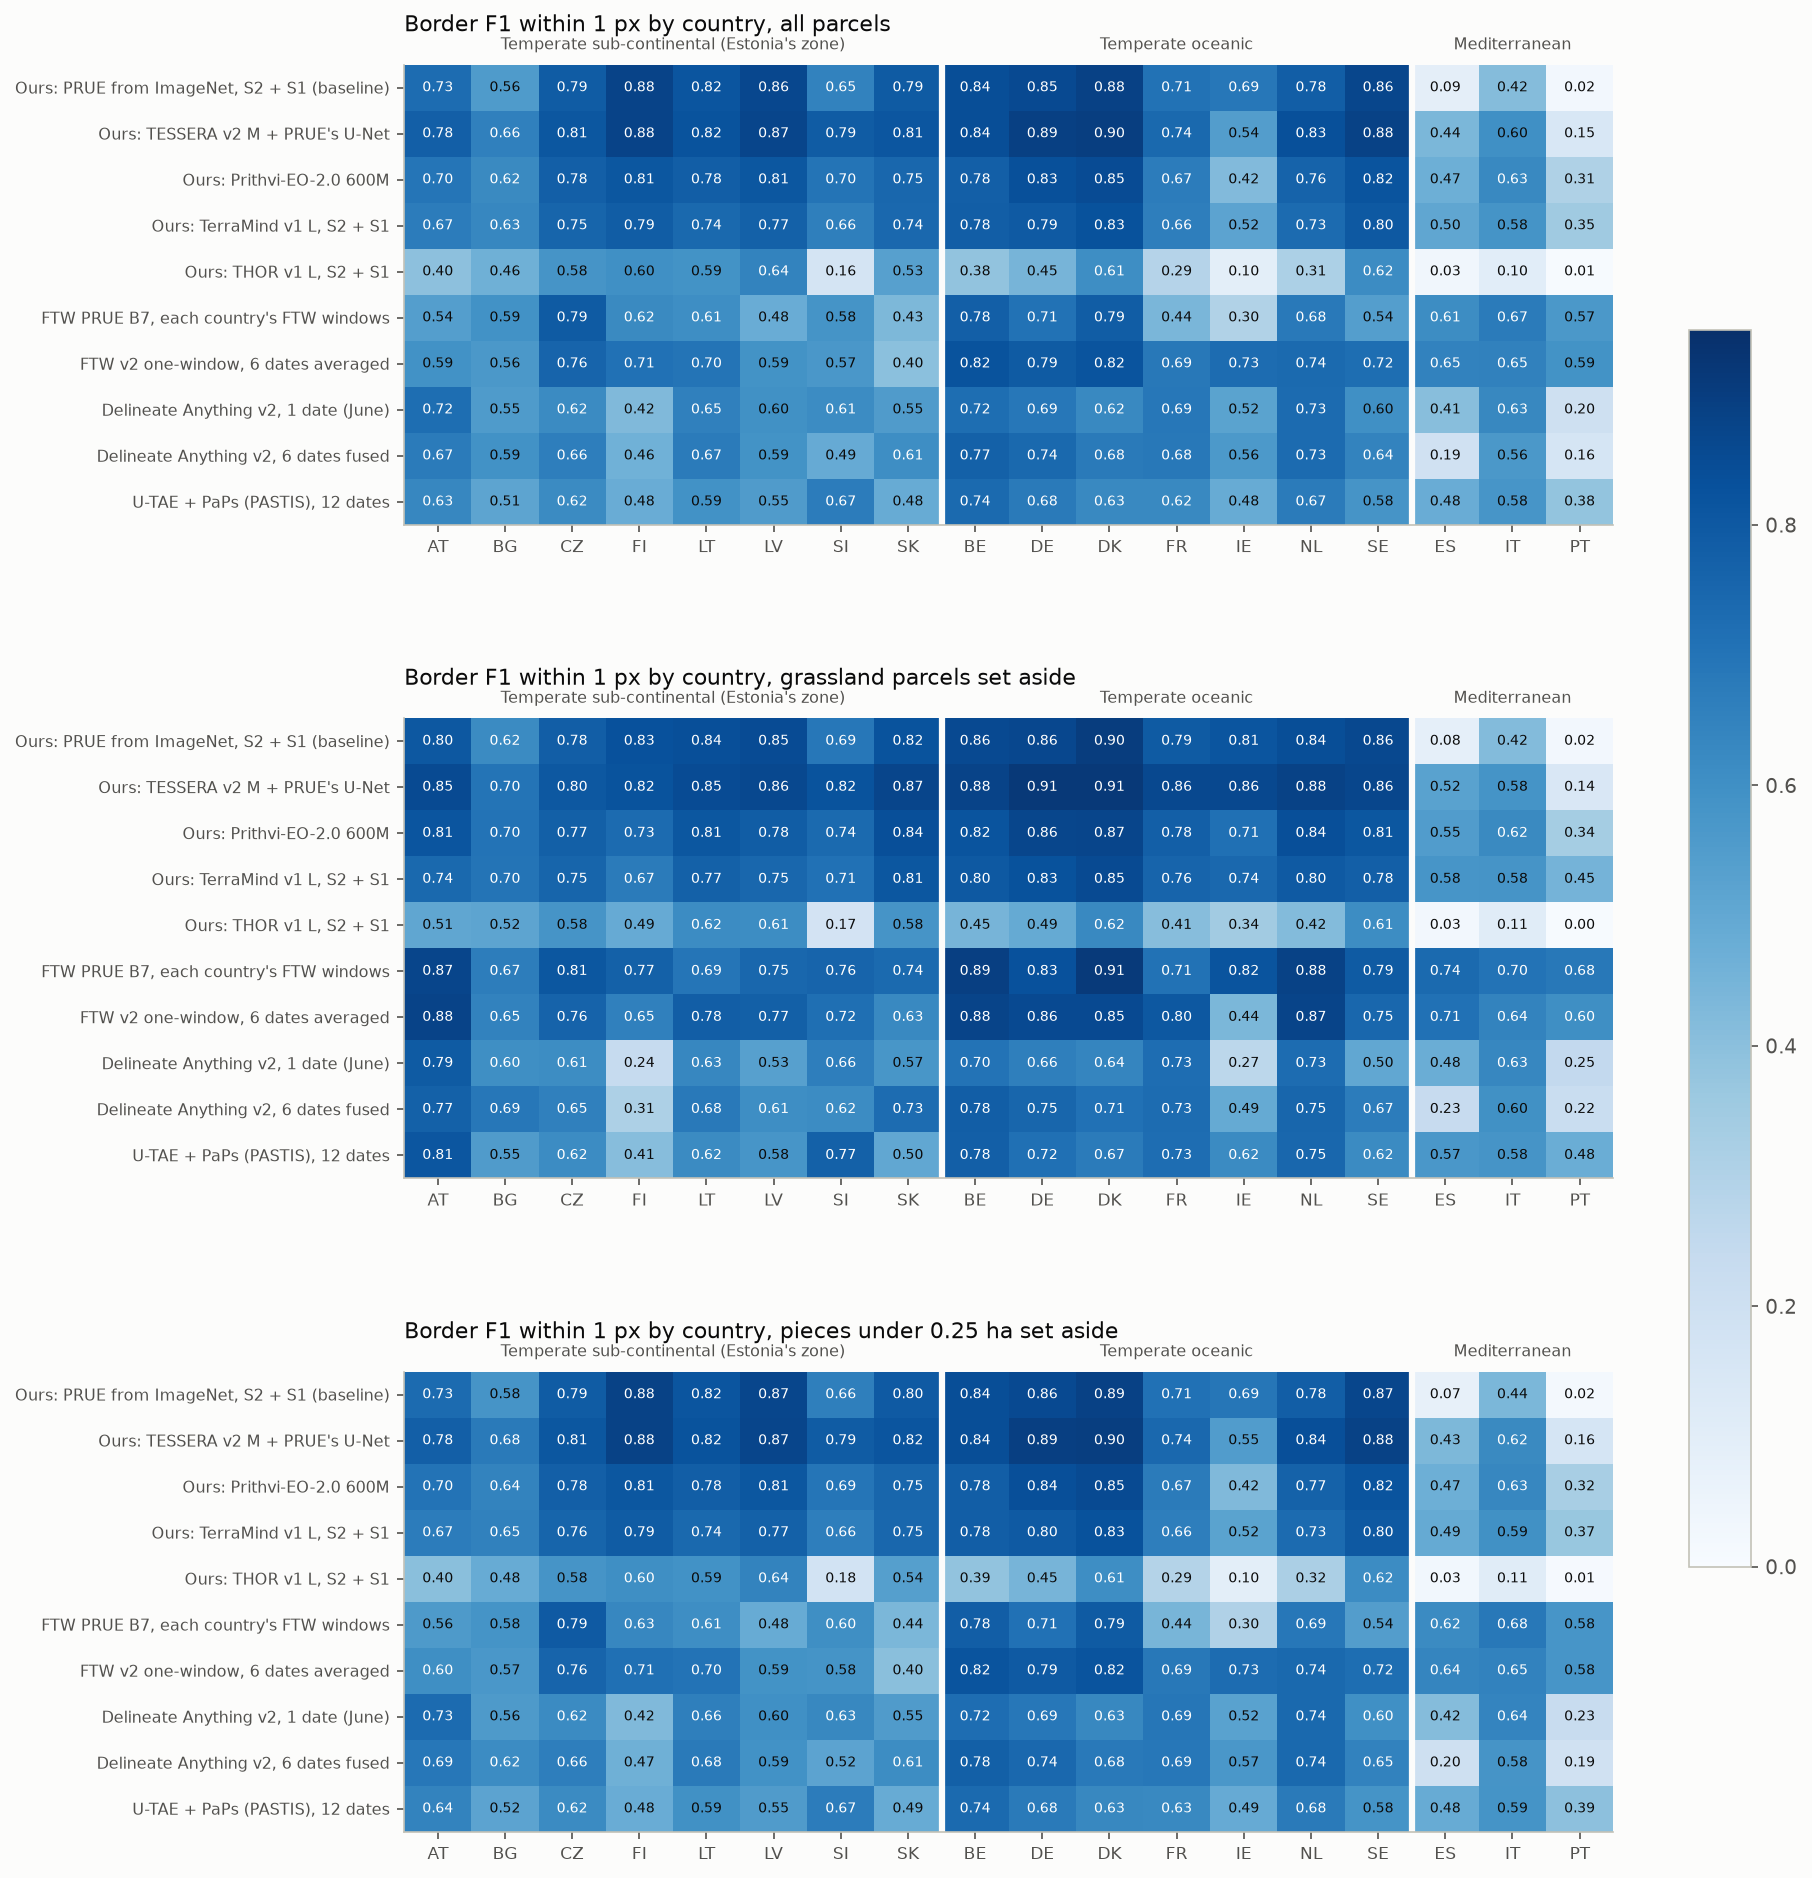 Border F1 within 1 px by country, all parcels
Temperate sub-continental (Estonia's zone) Temperate oceanic Mediterranean
Ours: PRUE from ImageNet, S2 + S1 (baseline) 0.73 0.56 0.79 0.88 0.82 0.86 0.65 0.79 0.84 0.85 0.88 0.71 0.69 0.78 0.86 0.09 0.42 0.02
Ours: TESSERA v2 M + PRUE's U-Net 0.78 0.66 0.81 0.88 0.82 0.87 0.79 0.81 0.84 0.89 0.90 0.74 0.54 0.83 0.88 0.44 0.60 0.15
Ours: Prithvi-EO-2.0 600M 0.70 0.62 0.78 0.81 0.78 0.81 0.70 0.75 0.78 0.83 0.85 0.67 0.42 0.76 0.82 0.47 0.63 0.31
Ours: TerraMind v1 L, S2 + S1 0.67 0.63 0.75 0.79 0.74 0.77 0.66 0.74 0.78 0.79 0.83 0.66 0.52 0.73 0.80 0.50 0.58 0.35
Ours: THOR v1 L, S2 + S1 0.40 0.46 0.58 0.60 0.59 0.64 0.16 0.53 0.38 0.45 0.61 0.29 0.10 0.31 0.62 0.03 0.10 0.01
FTW PRUE B7, each country's FTW windows 0.54 0.59 0.79 0.62 0.61 0.48 0.58 0.43 0.78 0.71 0.79 0.44 0.30 0.68 0.54 0.61 0.67 0.57
FTW v2 one-window, 6 dates averaged 0.59 0.56 0.76 0.71 0.70 0.59 0.57 0.40 0.82 0.79 0.82 0.69 0.73 0.74 0.72 0.65 0.65 0.59
Delineate Anything v2, 1 date (June) 0.72 0.55 0.62 0.42 0.65 0.60 0.61 0.55 0.72 0.69 0.62 0.69 0.52 0.73 0.60 0.41 0.63 0.20
Delineate Anything v2, 6 dates fused 0.67 0.59 0.66 0.46 0.67 0.59 0.49 0.61 0.77 0.74 0.68 0.68 0.56 0.73 0.64 0.19 0.56 0.16
U-TAE + PaPs (PASTIS), 12 dates 0.63 0.51 0.62 0.48 0.59 0.55 0.67 0.48 0.74 0.68 0.63 0.62 0.48 0.67 0.58 0.48 0.58 0.38
AT BG CZ FI LT LV SI SK BE DE DK FR IE NL SE ES IT PT
Border F1 within 1 px by country, grassland parcels set aside
Temperate sub-continental (Estonia's zone) Temperate oceanic Mediterranean
Ours: PRUE from ImageNet, S2 + S1 (baseline) 0.80 0.62 0.78 0.83 0.84 0.85 0.69 0.82 0.86 0.86 0.90 0.79 0.81 0.84 0.86 0.08 0.42 0.02
Ours: TESSERA v2 M + PRUE's U-Net 0.85 0.70 0.80 0.82 0.85 0.86 0.82 0.87 0.88 0.91 0.91 0.86 0.86 0.88 0.86 0.52 0.58 0.14
Ours: Prithvi-EO-2.0 600M 0.81 0.70 0.77 0.73 0.81 0.78 0.74 0.84 0.82 0.86 0.87 0.78 0.71 0.84 0.81 0.55 0.62 0.34
Ours: TerraMind v1 L, S2 + S1 0.74 0.70 0.75 0.67 0.77 0.75 0.71 0.81 0.80 0.83 0.85 0.76 0.74 0.80 0.78 0.58 0.58 0.45
Ours: THOR v1 L, S2 + S1 0.51 0.52 0.58 0.49 0.62 0.61 0.17 0.58 0.45 0.49 0.62 0.41 0.34 0.42 0.61 0.03 0.11 0.00
FTW PRUE B7, each country's FTW windows 0.87 0.67 0.81 0.77 0.69 0.75 0.76 0.74 0.89 0.83 0.91 0.71 0.82 0.88 0.79 0.74 0.70 0.68
FTW v2 one-window, 6 dates averaged 0.88 0.65 0.76 0.65 0.78 0.77 0.72 0.63 0.88 0.86 0.85 0.80 0.44 0.87 0.75 0.71 0.64 0.60
Delineate Anything v2, 1 date (June) 0.79 0.60 0.61 0.24 0.63 0.53 0.66 0.57 0.70 0.66 0.64 0.73 0.27 0.73 0.50 0.48 0.63 0.25
Delineate Anything v2, 6 dates fused 0.77 0.69 0.65 0.31 0.68 0.61 0.62 0.73 0.78 0.75 0.71 0.73 0.49 0.75 0.67 0.23 0.60 0.22
U-TAE + PaPs (PASTIS), 12 dates 0.81 0.55 0.62 0.41 0.62 0.58 0.77 0.50 0.78 0.72 0.67 0.73 0.62 0.75 0.62 0.57 0.58 0.48
AT BG CZ FI LT LV SI SK BE DE DK FR IE NL SE ES IT PT
Border F1 within 1 px by country, pieces under 0.25 ha set aside
Temperate sub-continental (Estonia's zone) Temperate oceanic Mediterranean
Ours: PRUE from ImageNet, S2 + S1 (baseline) 0.73 0.58 0.79 0.88 0.82 0.87 0.66 0.80 0.84 0.86 0.89 0.71 0.69 0.78 0.87 0.07 0.44 0.02
Ours: TESSERA v2 M + PRUE's U-Net 0.78 0.68 0.81 0.88 0.82 0.87 0.79 0.82 0.84 0.89 0.90 0.74 0.55 0.84 0.88 0.43 0.62 0.16
Ours: Prithvi-EO-2.0 600M 0.70 0.64 0.78 0.81 0.78 0.81 0.69 0.75 0.78 0.84 0.85 0.67 0.42 0.77 0.82 0.47 0.63 0.32
Ours: TerraMind v1 L, S2 + S1 0.67 0.65 0.76 0.79 0.74 0.77 0.66 0.75 0.78 0.80 0.83 0.66 0.52 0.73 0.80 0.49 0.59 0.37
Ours: THOR v1 L, S2 + S1 0.40 0.48 0.58 0.60 0.59 0.64 0.18 0.54 0.39 0.45 0.61 0.29 0.10 0.32 0.62 0.03 0.11 0.01
FTW PRUE B7, each country's FTW windows 0.56 0.58 0.79 0.63 0.61 0.48 0.60 0.44 0.78 0.71 0.79 0.44 0.30 0.69 0.54 0.62 0.68 0.58
FTW v2 one-window, 6 dates averaged 0.60 0.57 0.76 0.71 0.70 0.59 0.58 0.40 0.82 0.79 0.82 0.69 0.73 0.74 0.72 0.64 0.65 0.58
Delineate Anything v2, 1 date (June) 0.73 0.56 0.62 0.42 0.66 0.60 0.63 0.55 0.72 0.69 0.63 0.69 0.52 0.74 0.60 0.42 0.64 0.23
Delineate Anything v2, 6 dates fused 0.69 0.62 0.66 0.47 0.68 0.59 0.52 0.61 0.78 0.74 0.68 0.69 0.57 0.74 0.65 0.20 0.58 0.19
U-TAE + PaPs (PASTIS), 12 dates 0.64 0.52 0.62 0.48 0.59 0.55 0.67 0.49 0.74 0.68 0.63 0.63 0.49 0.68 0.58 0.48 0.59 0.39
AT BG CZ FI LT LV SI SK BE DE DK FR IE NL SE ES IT PT
0.8
0.6
0.4
0.2
0.0